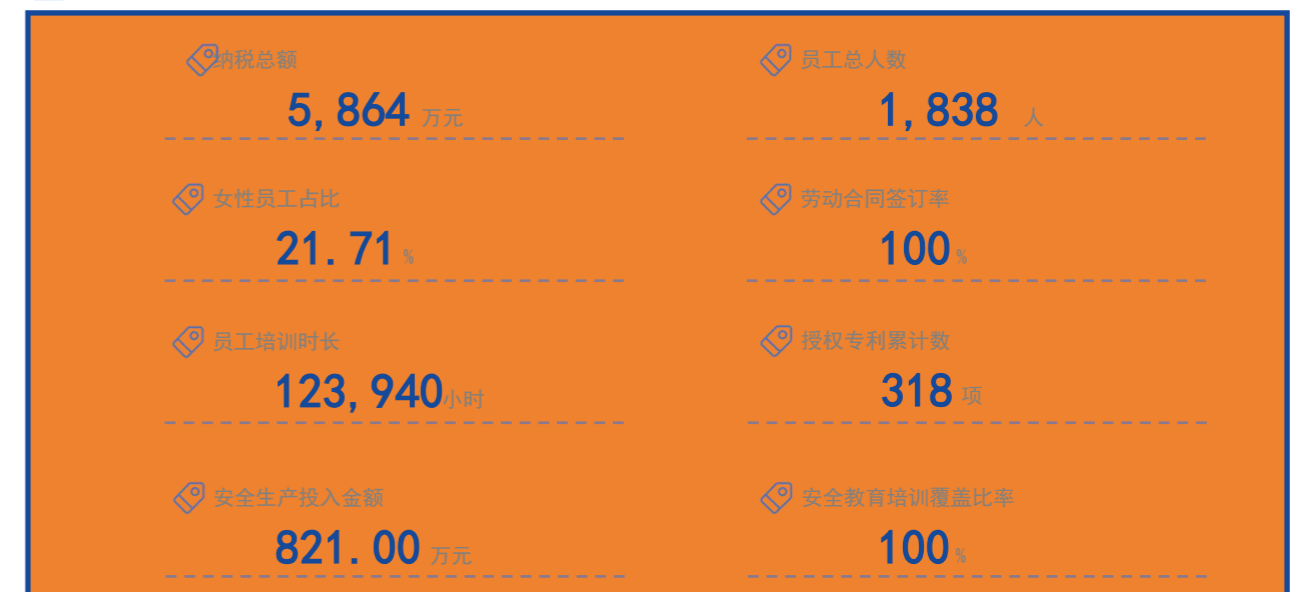 纳税总额
员工总人数
5,864 万元
1,838 人
女性员工占比
劳动合同签订率
21.71 %
100 %
员工培训时长
授权专利累计数
123,940小时
318 项
安全生产投入金额
安全教育培训覆盖比率
821.00 万元
100 %